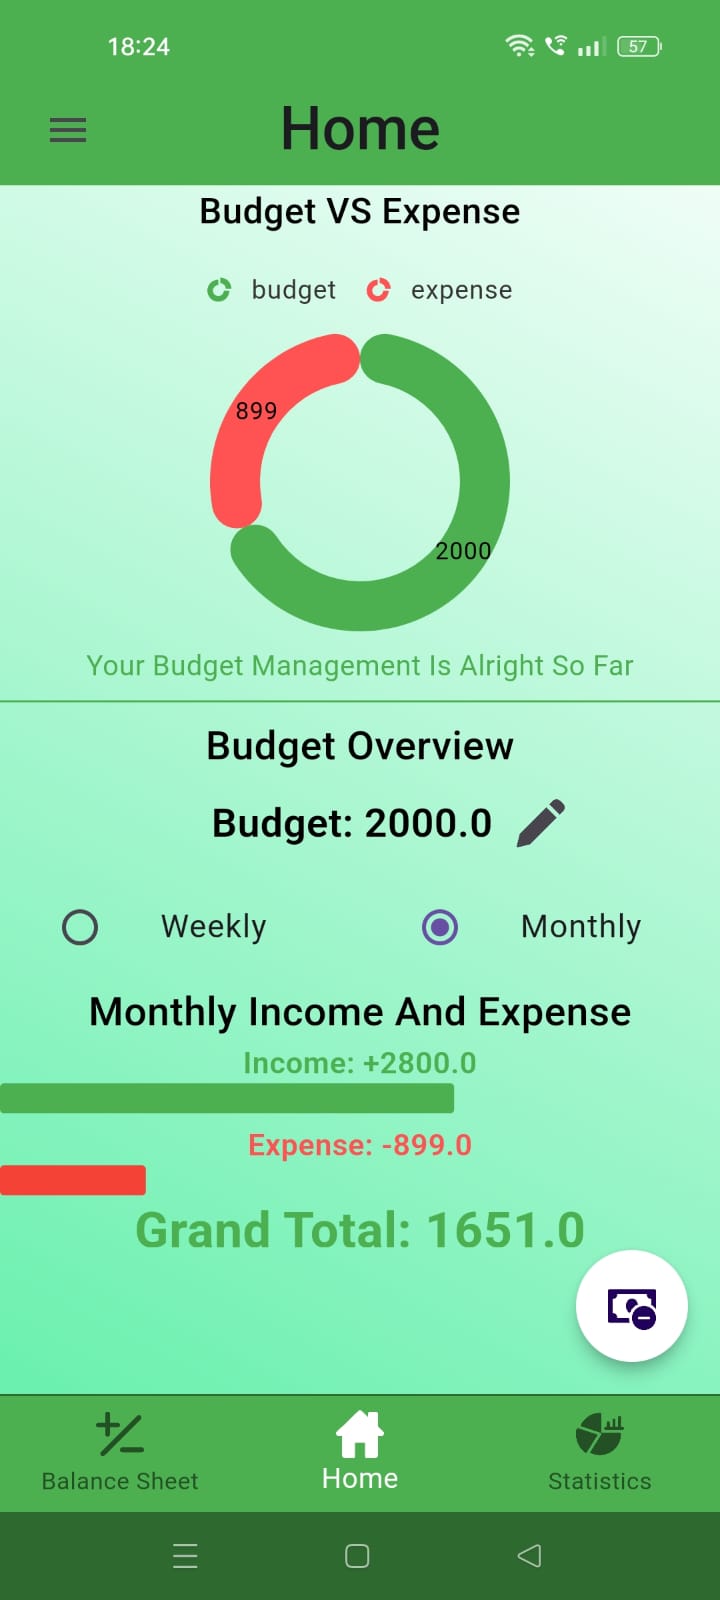 18:24 57
Home
Budget VS Expense
budget expense
899
2000
Your Budget Management Is Alright So Far
Budget Overview
Budget: 2000.0
Weekly Monthly
Monthly Income And Expense
Income: +2800.0
Expense: -899.0
Grand Total: 1651.0
Balance Sheet Home Statistics